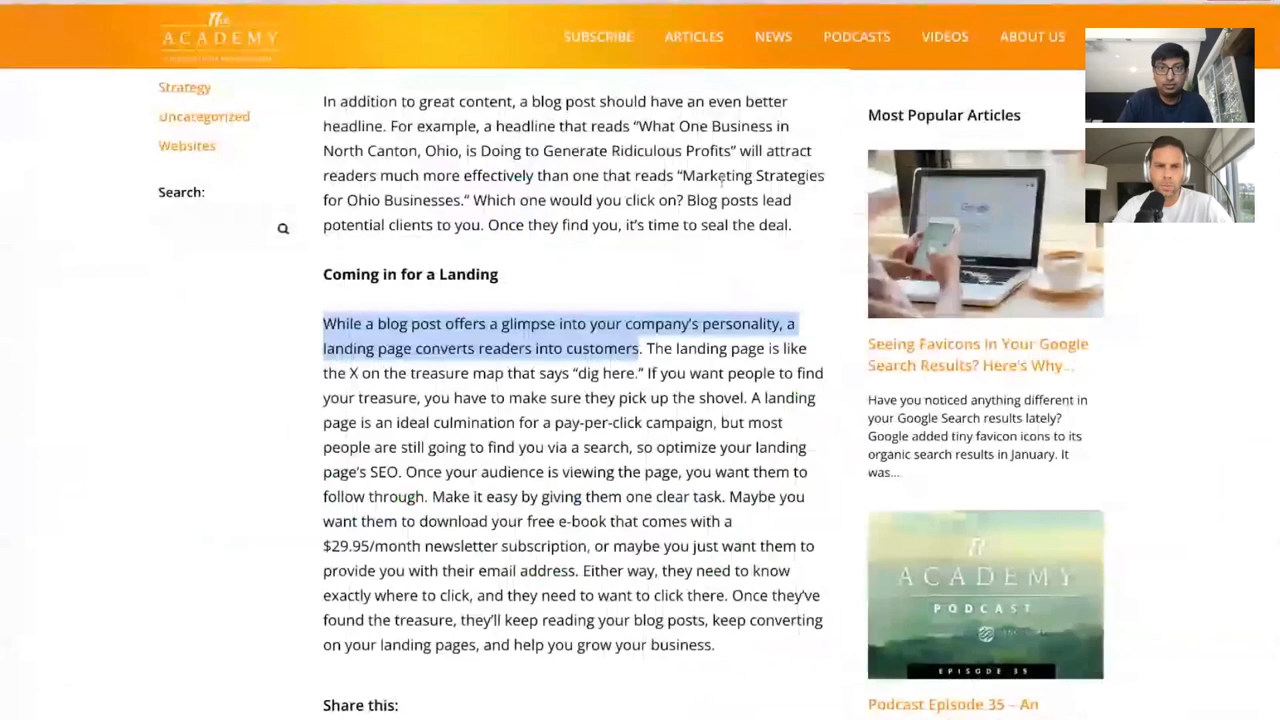 The
ACADEMY
SUBSCRIBE
ARTICLES
NEWS
PODCASTS
VIDEOS
ABOUT US
Strategy
Uncategorized
Websites
Search:
In addition to great content, a blog post should have an even better
headline. For example, a headline that reads “What One Business in
North Canton, Ohio, is Doing to Generate Ridiculous Profits” will attract
readers much more effectively than one that reads “Marketing Strategies
for Ohio Businesses.” Which one would you click on? Blog posts lead
potential clients to you. Once they find you, it’s time to seal the deal.
Coming in for a Landing
While a blog post offers a glimpse into your company’s personality, a
landing page converts readers into customers. The landing page is like
the X on the treasure map that says “dig here.” If you want people to find
your treasure, you have to make sure they pick up the shovel. A landing
page is an ideal culmination for a pay-per-click campaign, but most
people are still going to find you via a search, so optimize your landing
page’s SEO. Once your audience is viewing the page, you want them to
follow through. Make it easy by giving them one clear task. Maybe you
want them to download your free e-book that comes with a
$29.95/month newsletter subscription, or maybe you just want them to
provide you with their email address. Either way, they need to know
exactly where to click, and they need to want to click there. Once they’ve
found the treasure, they’ll keep reading your blog posts, keep converting
on your landing pages, and help you grow your business.
Share this:
Most Popular Articles
Google
Seeing Favicons In Your Google
Search Results? Here's Why...
Have you noticed anything different in
your Google Search results lately?
Google added tiny favicon icons to its
organic search results in January. It
was...
ACADEMY
PODCAST
EPISODE 35
Podcast Episode 35 – An